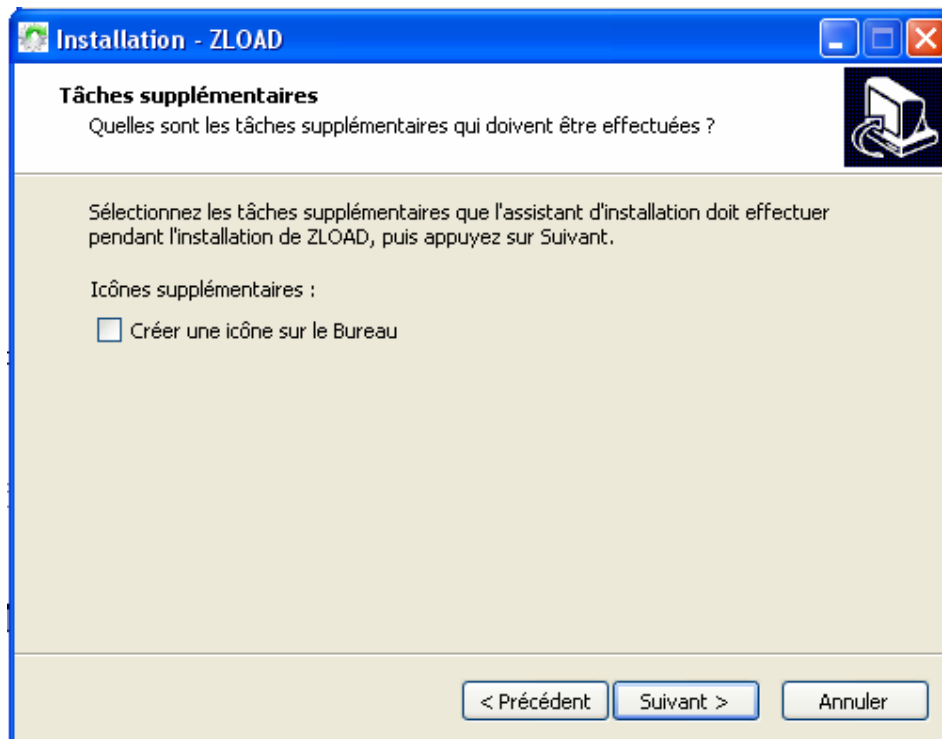 Installation - ZLOAD
Tâches supplémentaires
Quelles sont les tâches supplémentaires qui doivent être effectuées ?
Sélectionnez les tâches supplémentaires que l'assistant d'installation doit effectuer
pendant l'installation de ZLOAD, puis appuyez sur Suivant.
Icônes supplémentaires :
Créer une icône sur le Bureau
< Précédent Suivant > Annuler